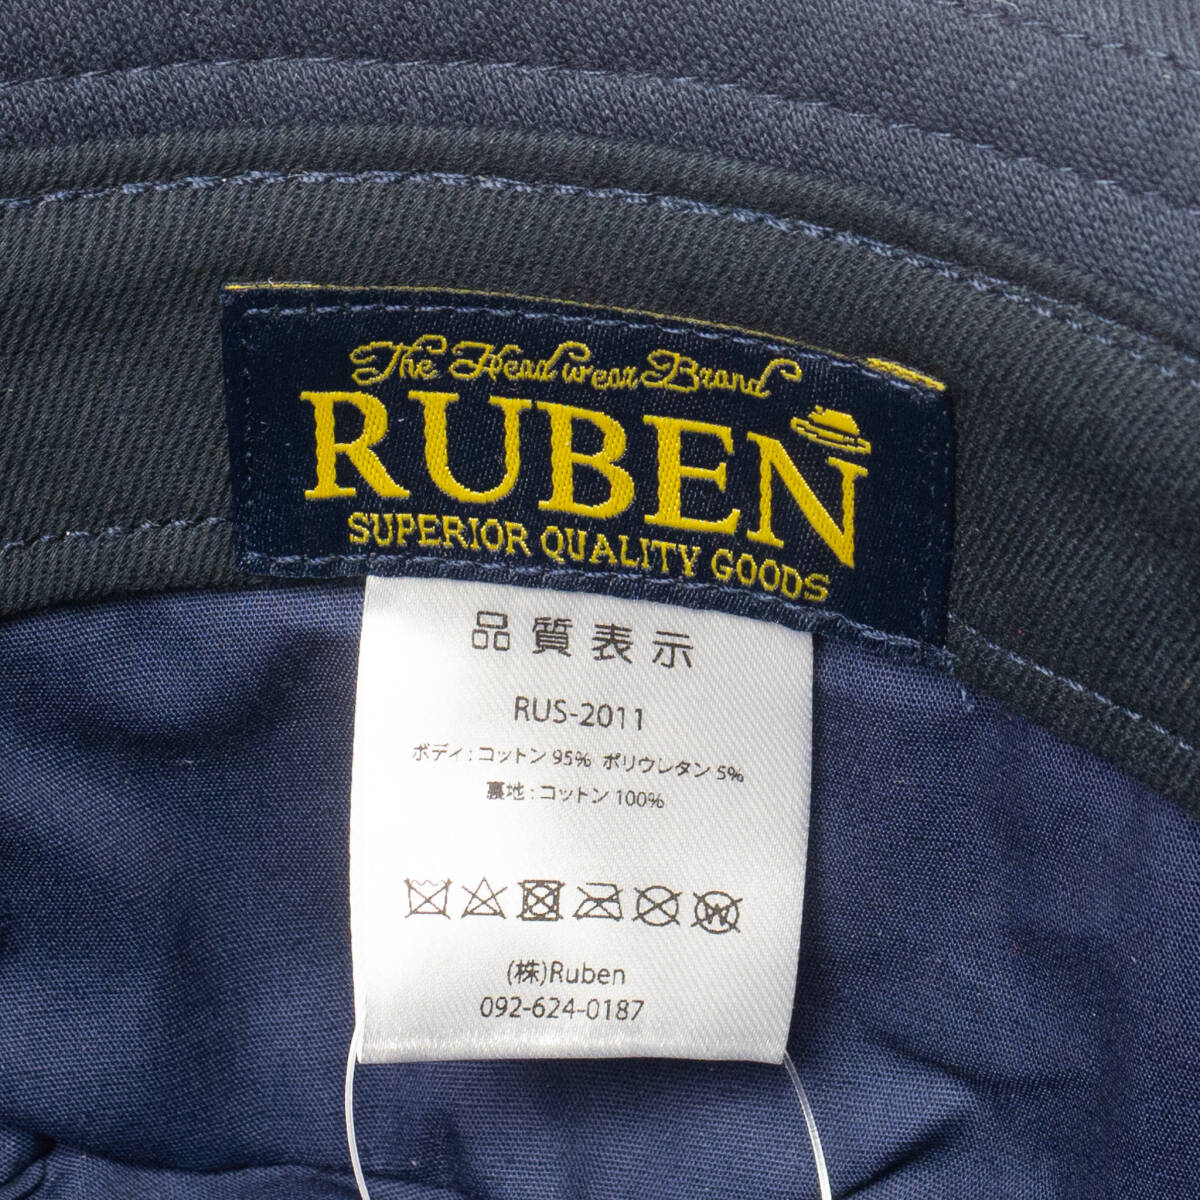 The Head wear Brand
RUBEN
SUPERIOR QUALITY GOODS
品質表示
RUS-2011
ボディ:コットン 95% ポリウレタン 5%
裏地:コットン 100%
W
(株)Ruben
092-624-0187